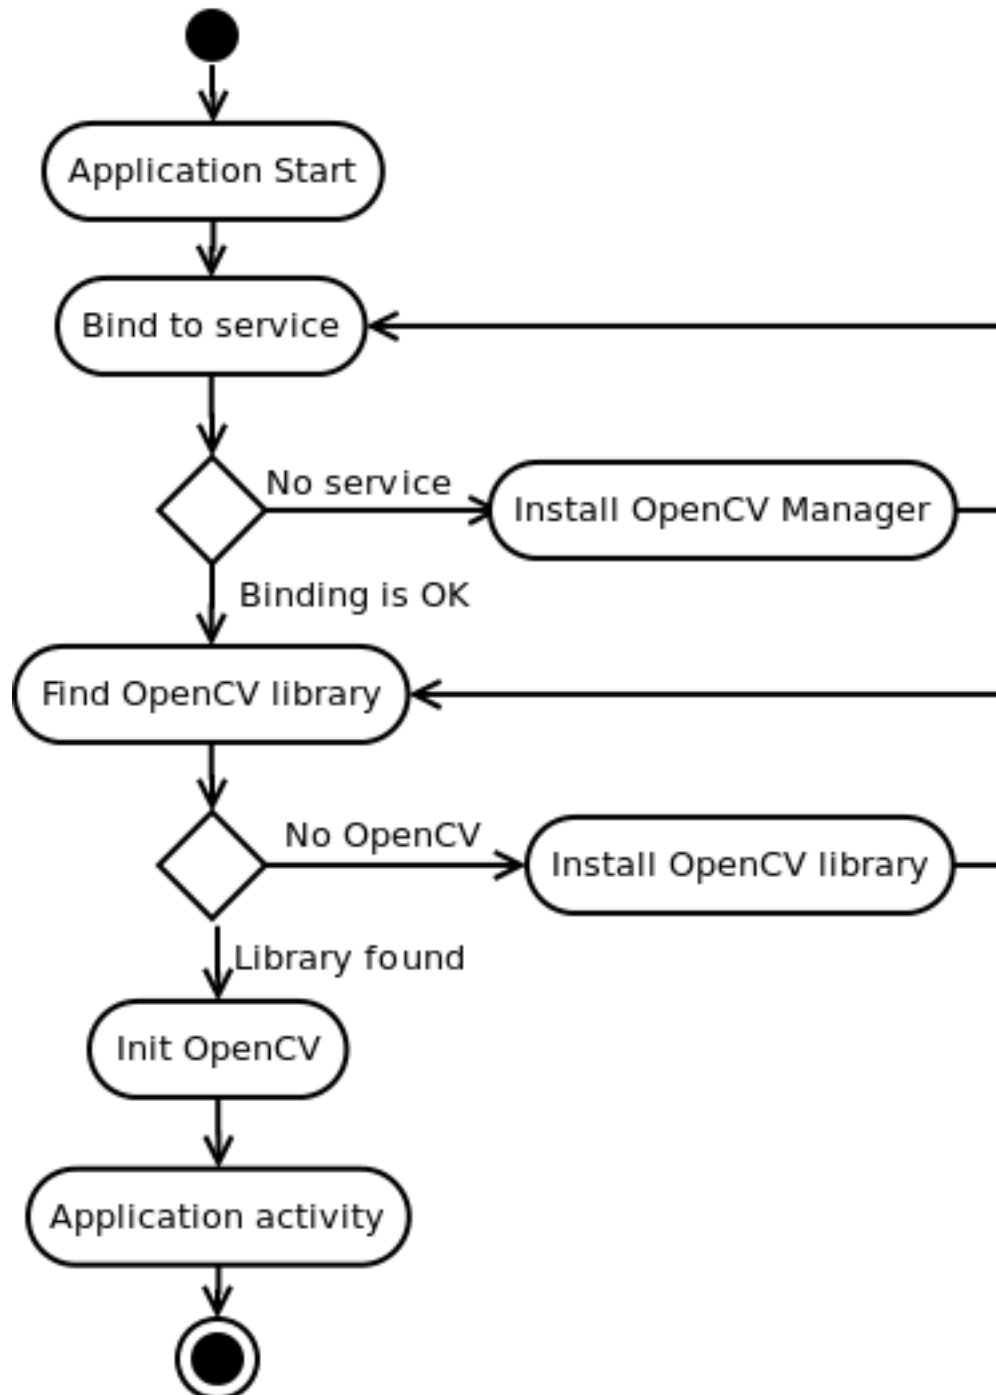 Application Start
Bind to service
No service
Install OpenCV Manager
Binding is OK
Find OpenCV library
No OpenCV
Install OpenCV library
Library found
Init OpenCV
Application activity